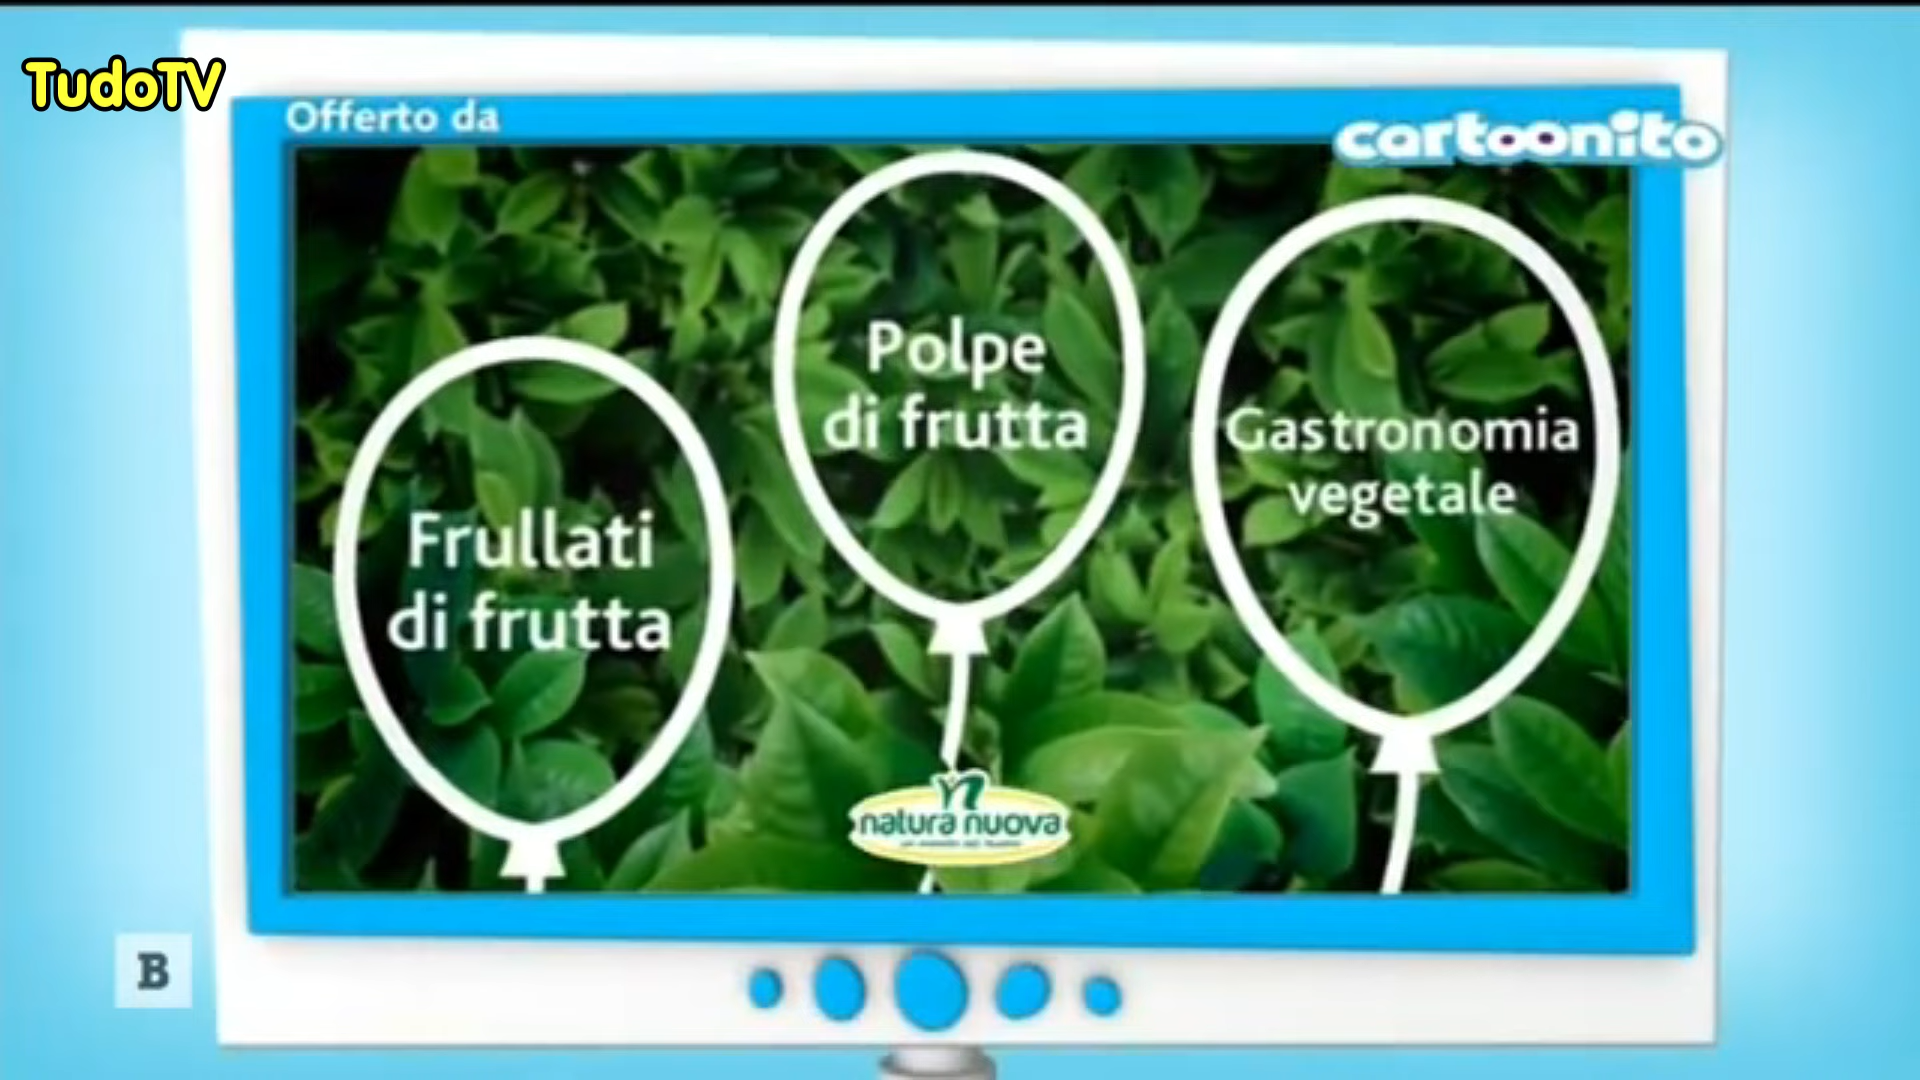 TudoTV
Offerto da
cartoonito
Polpe
di frutta
Gastronomia
vegetale
Frullati
di frutta
natura nuova
B